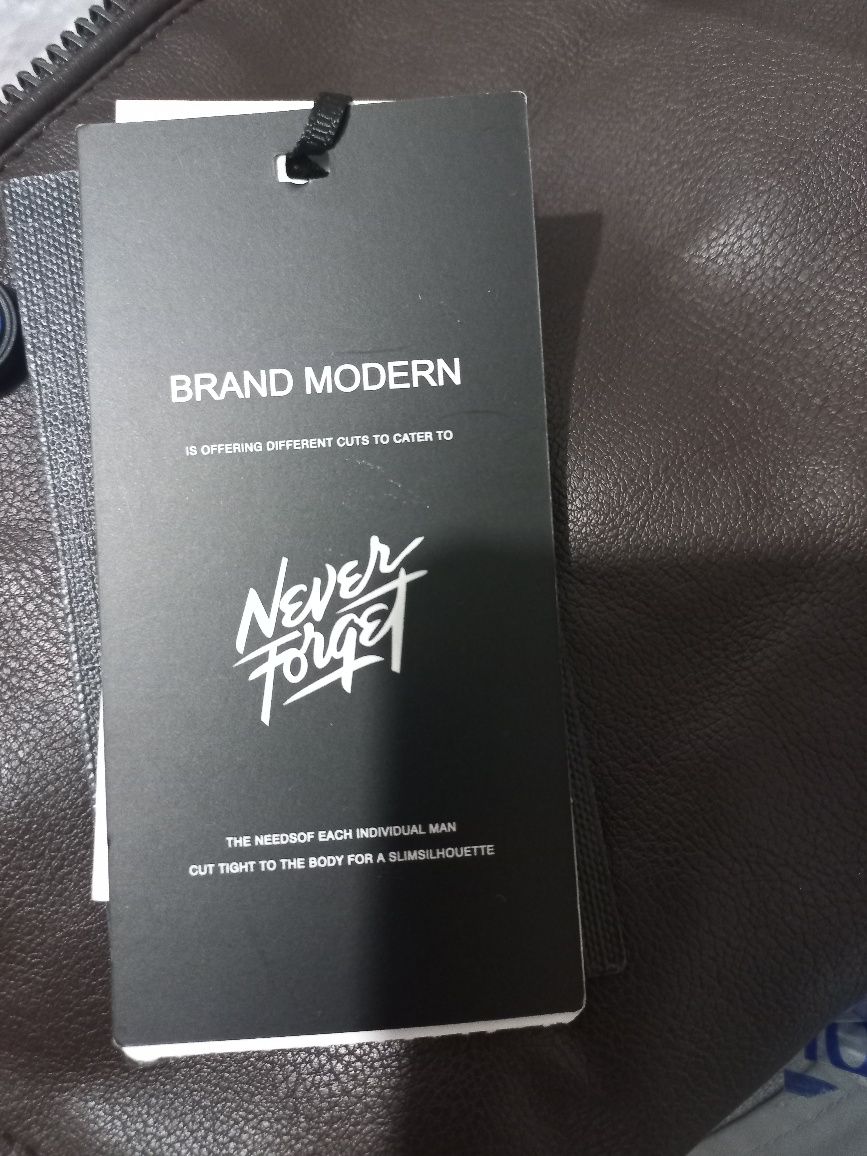 BRAND MODERN
IS OFFERING DIFFERENT CUTS TO CATER TO
NEVER
Forget
THE NEEDSOF EACH INDIVIDUAL MAN
CUT TIGHT TO THE BODY FOR A SLIMSILHOUETTE